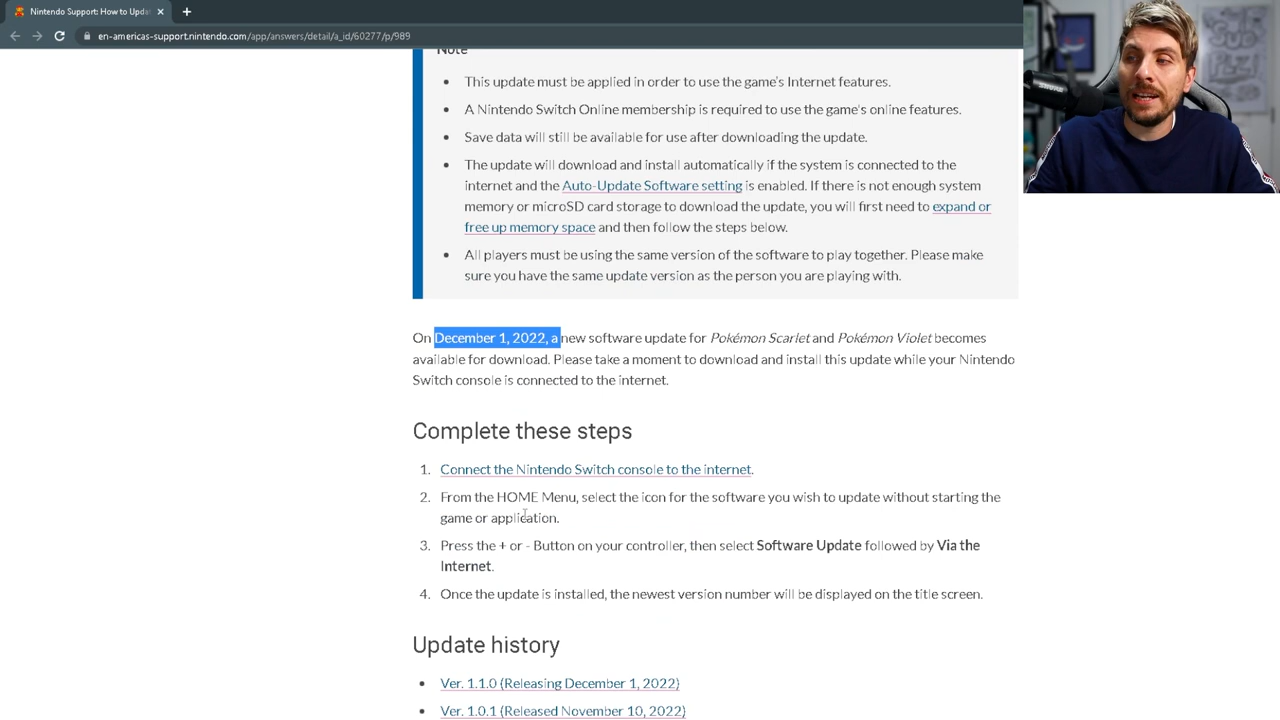 Nintendo Support: How to Upda
en-americas-support.nintendo.com/app/answers/detail/a_id/60277/p/989
Note
This update must be applied in order to use the game's Internet features.
A Nintendo Switch Online membership is required to use the game's online features.
Save data will still be available for use after downloading the update.
The update will download and install automatically if the system is connected to the
internet and the Auto-Update Software setting is enabled. If there is not enough system
memory or microSD card storage to download the update, you will first need to expand or
free up memory space and then follow the steps below.
All players must be using the same version of the software to play together. Please make
sure you have the same update version as the person you are playing with.
On December 1, 2022, a new software update for Pokémon Scarlet and Pokémon Violet becomes
available for download. Please take a moment to download and install this update while your Nintendo
Switch console is connected to the internet.
Complete these steps
1. Connect the Nintendo Switch console to the internet.
2. From the HOME Menu, select the icon for the software you wish to update without starting the
game or application.
3. Press the + or - Button on your controller, then select Software Update followed by Via the
Internet.
4. Once the update is installed, the newest version number will be displayed on the title screen.
Update history
Ver. 1.1.0 (Releasing December 1, 2022)
Ver. 1.0.1 (Released November 10, 2022)